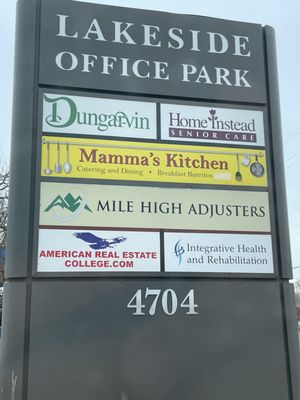 LAKESIDE
OFFICE PARK
Dungarvin
Home Instead
SENIOR CARE
Mamma's Kitchen
Catering and Dining • Breakfast Burritos
MILE HIGH ADJUSTERS
AMERICAN REAL ESTATE
COLLEGE.COM
Integrative Health
and Rehabilitation
4704